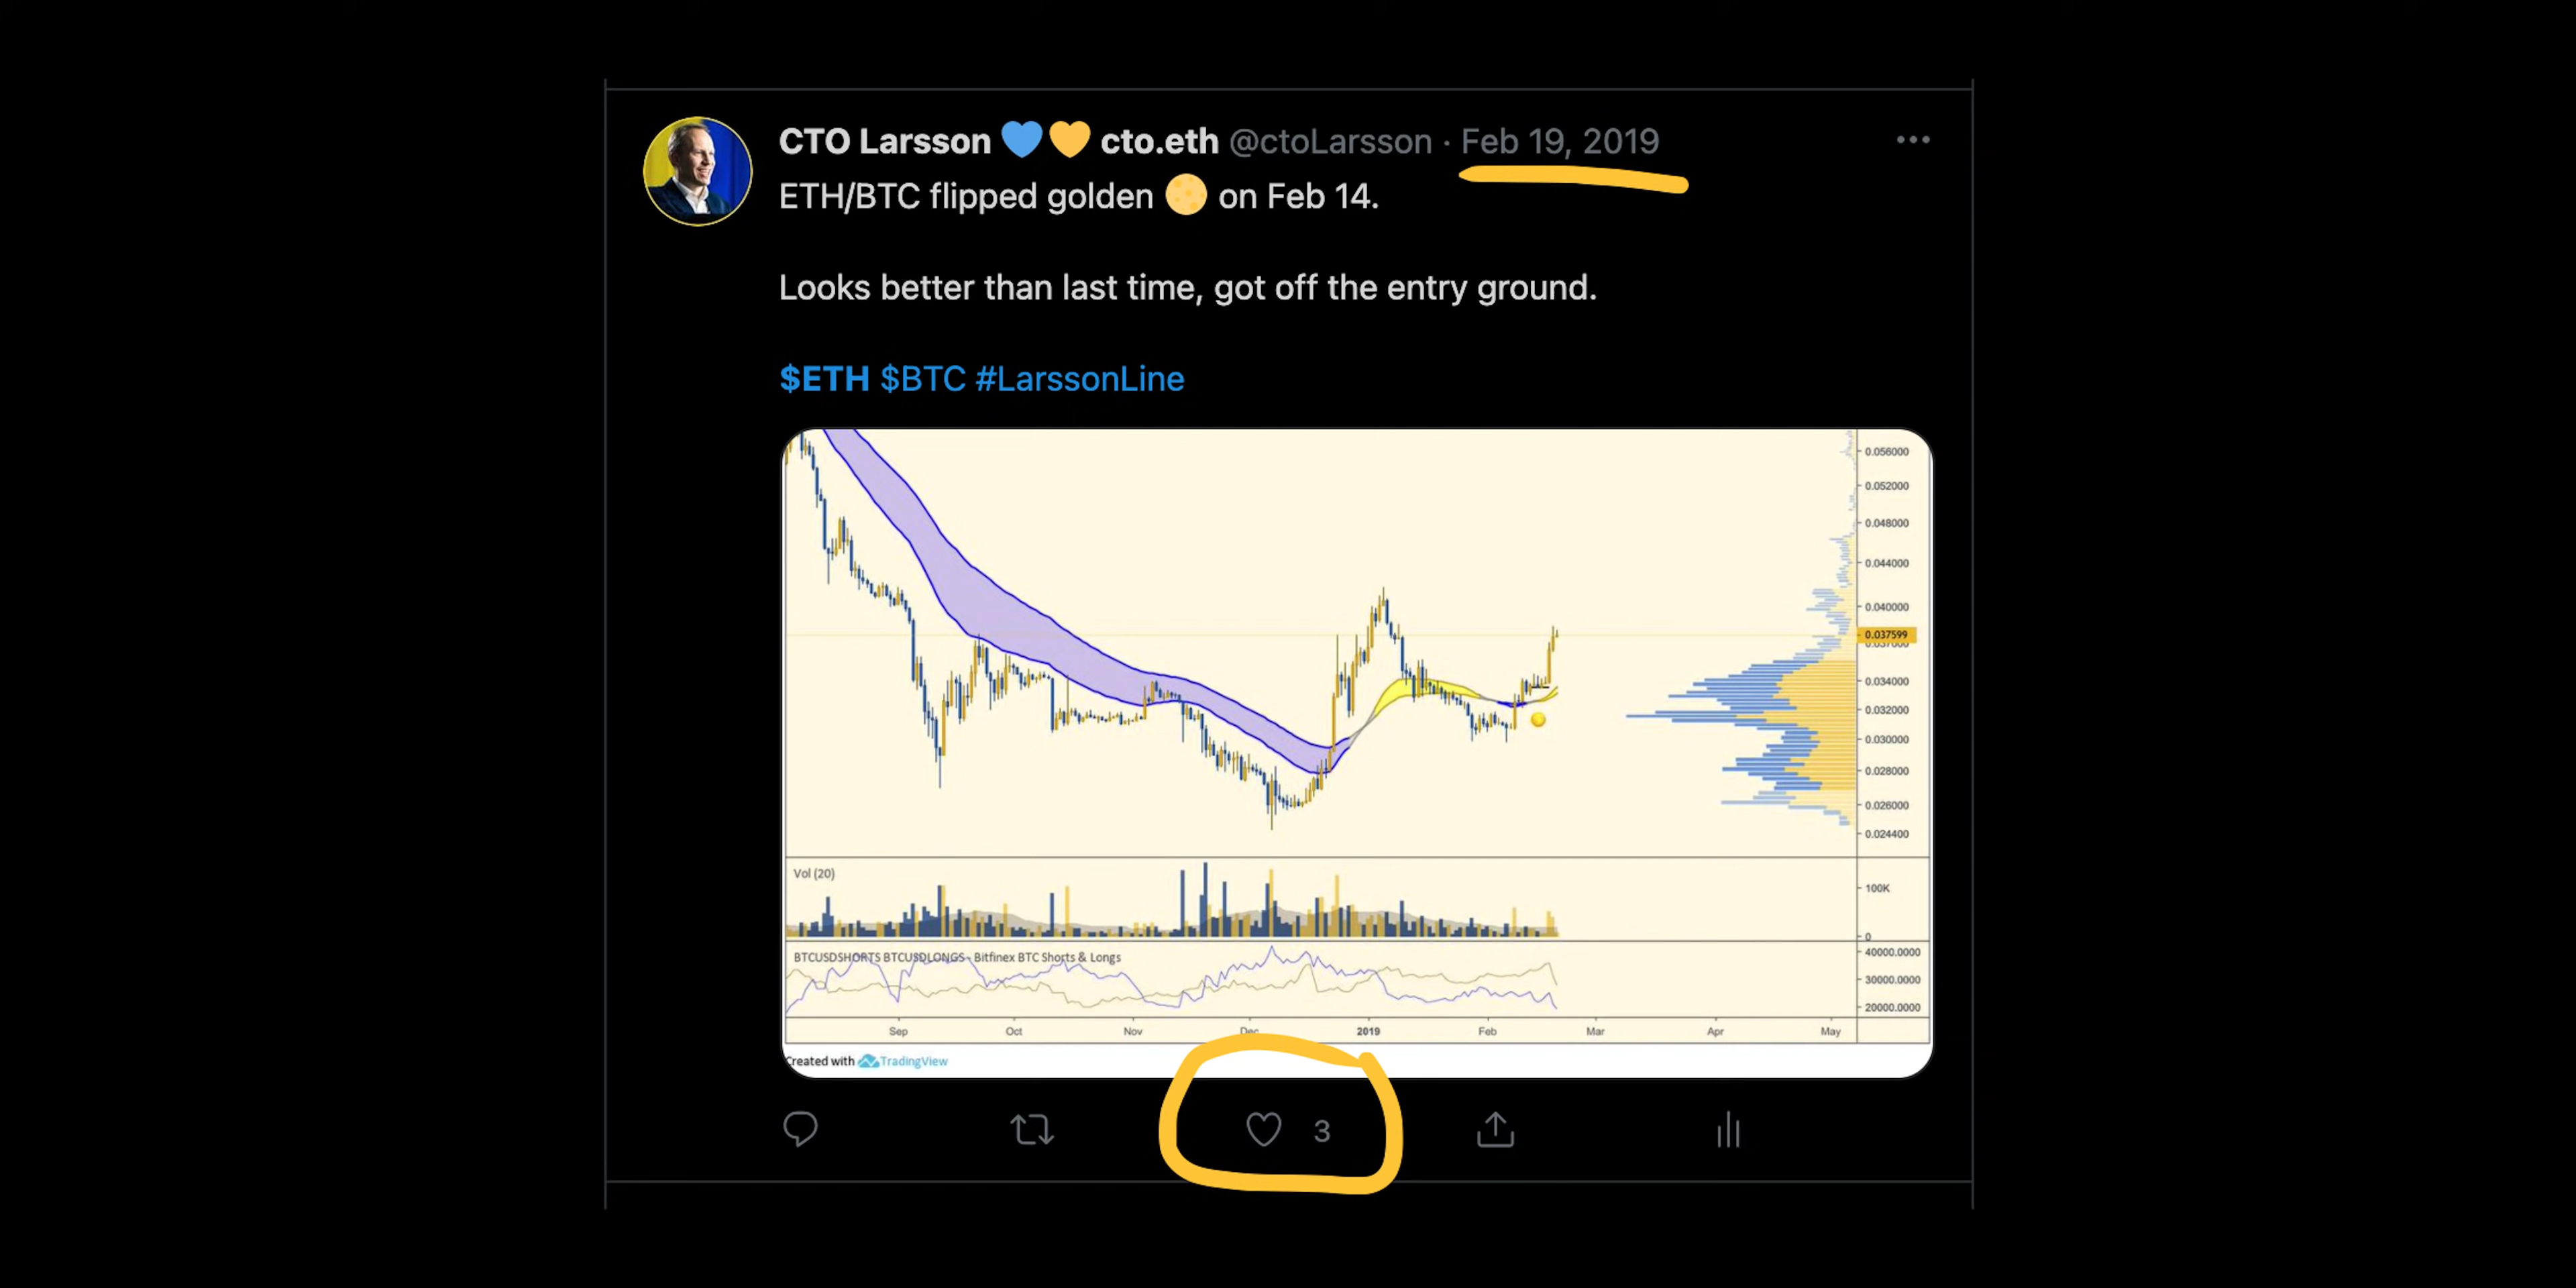 CTO Larsson 💙💛 cto.eth @ctoLarsson · Feb 19, 2019
ETH/BTC flipped golden 🌕 on Feb 14.
Looks better than last time, got off the entry ground.
$ETH $BTC #LarssonLine
0.056000
0.052000
0.048000
0.044000
0.040000
0.037599
0.037000
0.034000
0.032000
0.030000
0.028000
0.026000
0.024400
Vol (20)
100K
0
BTCUSDSHORTS BTCUSDLONGS - Bitfinex BTC Shorts & Longs
40000.0000
30000.0000
20000.0000
Sep Oct Nov Dec 2019 Feb Mar Apr May
Created with TradingView
3